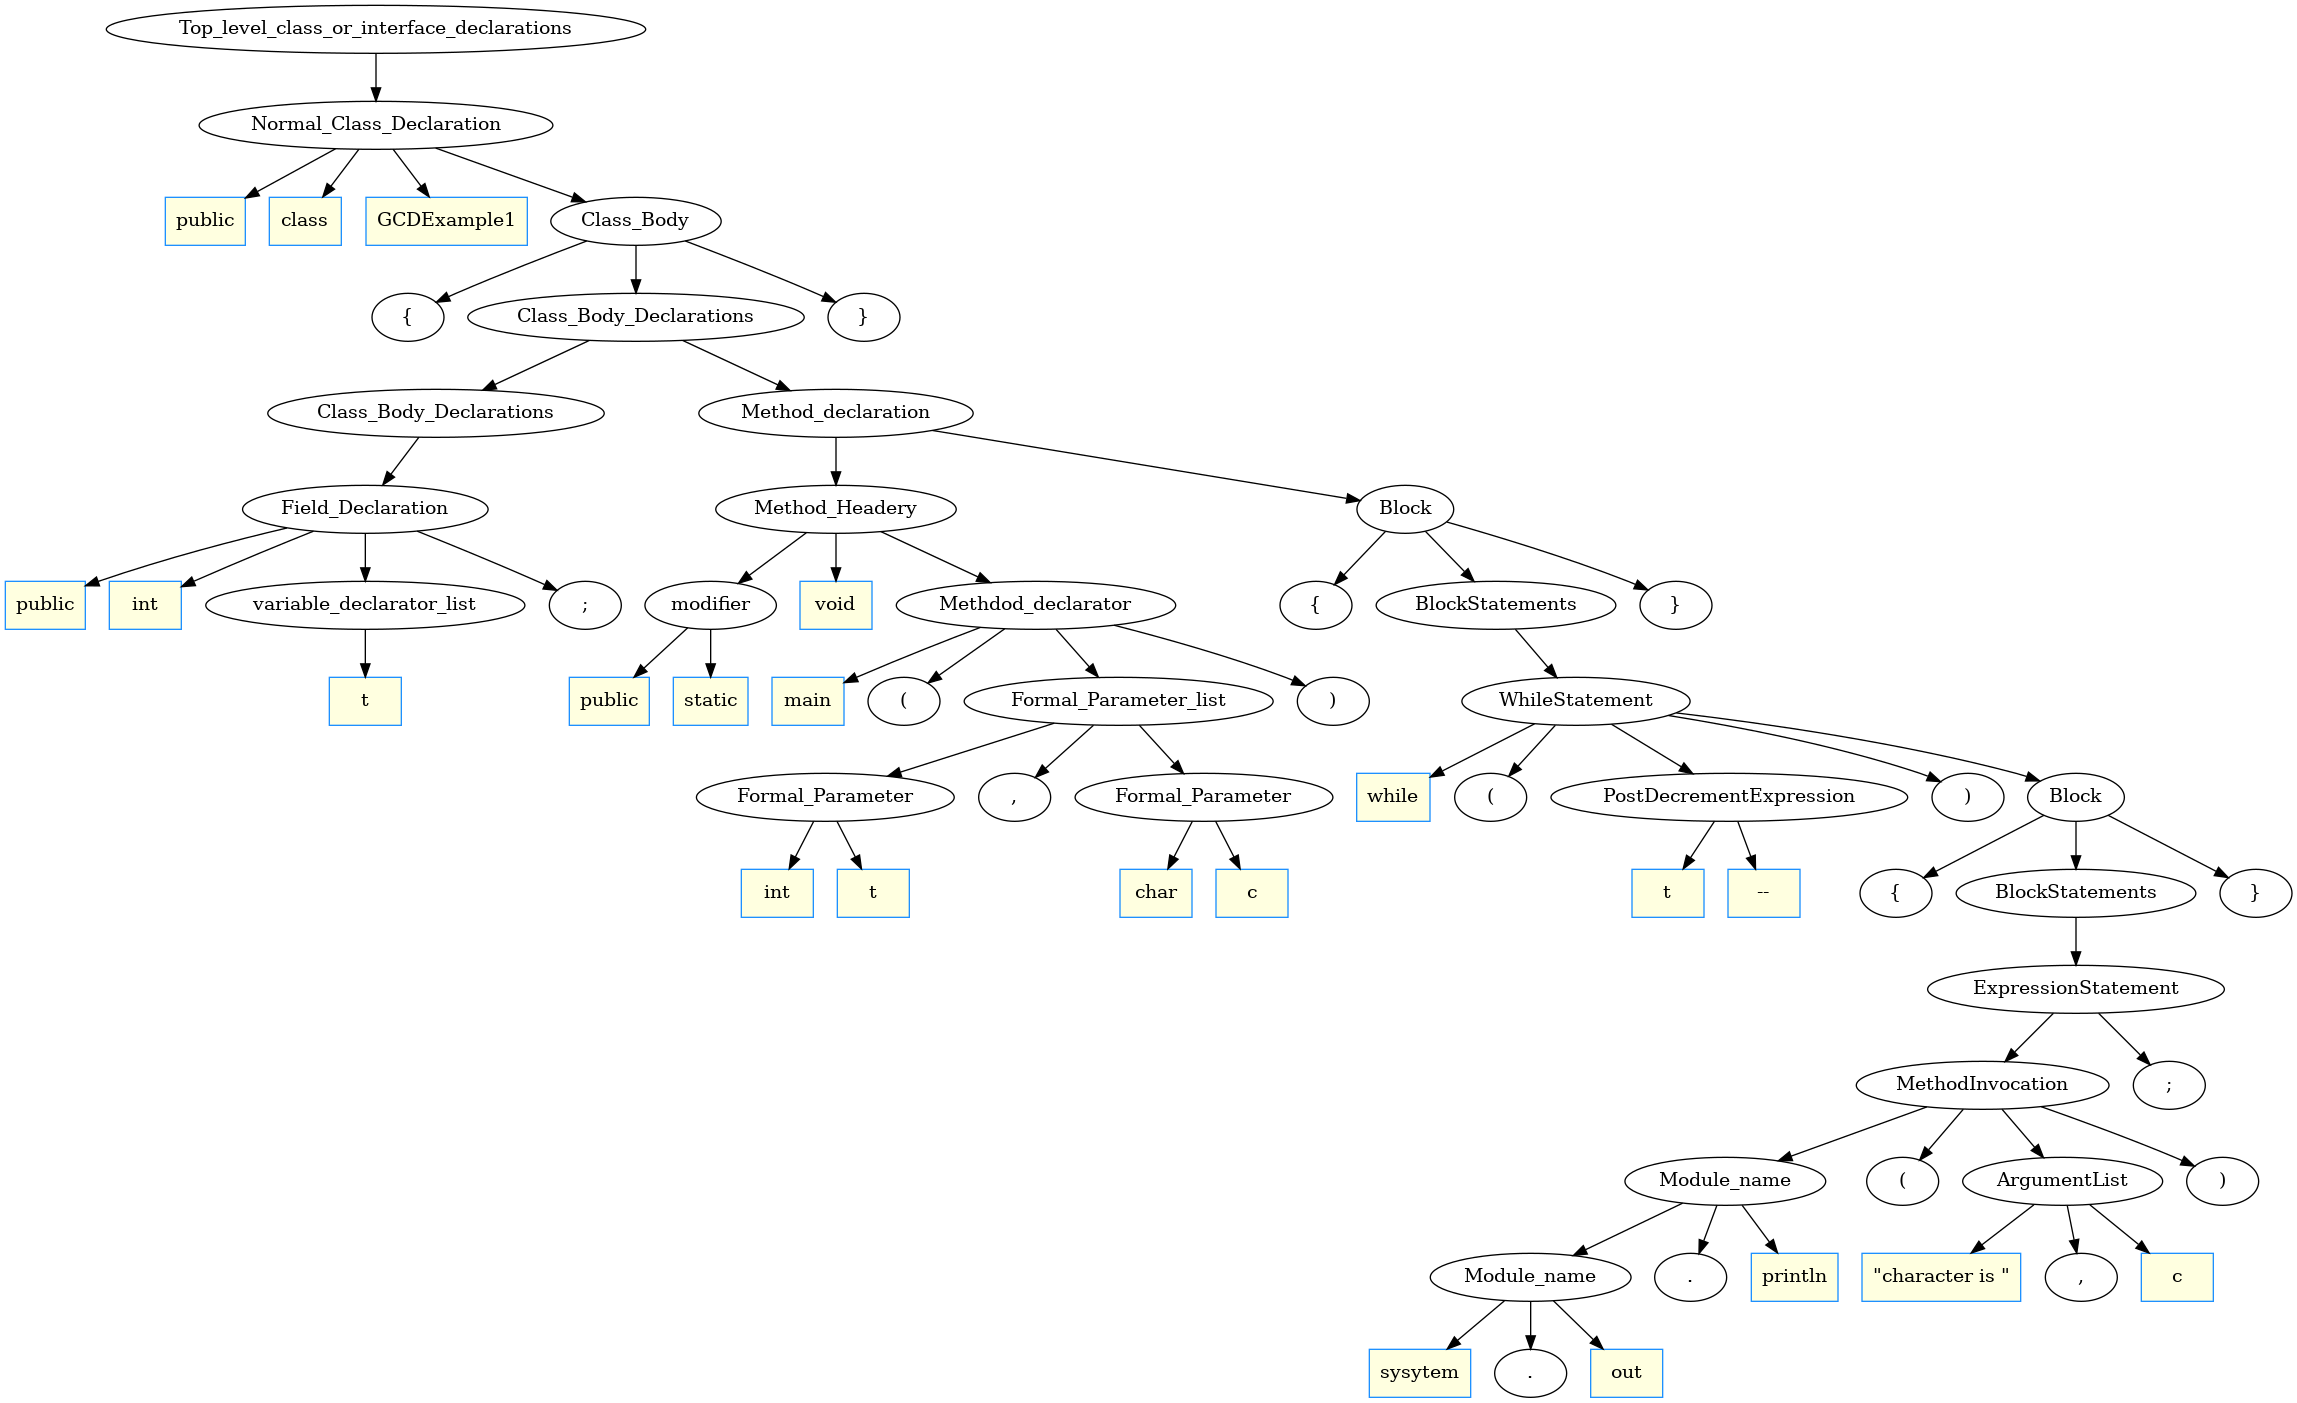 Top_level_class_or_interface_declarations
Normal_Class_Declaration
public class GCDExample1 Class_Body
{ Class_Body_Declarations }
Class_Body_Declarations Method_declaration
Field_Declaration Method_Headery Block
public int variable_declarator_list ; modifier void Methdod_declarator { BlockStatements }
t public static main ( Formal_Parameter_list ) WhileStatement
Formal_Parameter , Formal_Parameter while ( PostDecrementExpression ) Block
int t char c t -- { BlockStatements }
ExpressionStatement
MethodInvocation ;
Module_name ( ArgumentList )
Module_name . println "character is " , c
sysytem . out